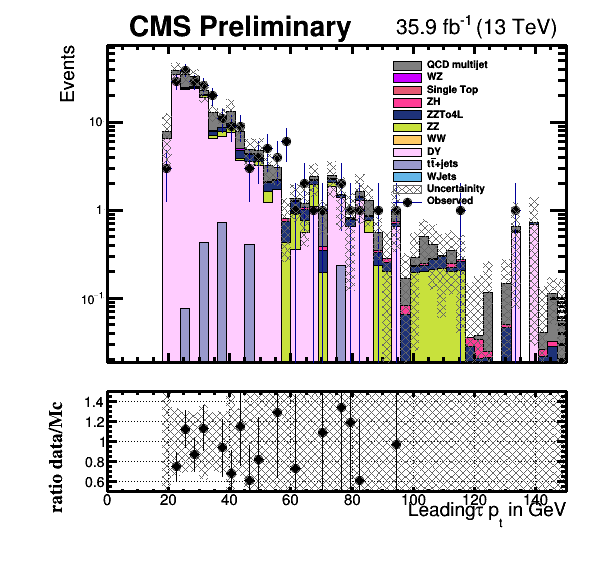 CMS Preliminary 35.9 fb⁻¹ (13 TeV)
Events
QCD multijet
WZ
Single Top
ZH
ZZTo4L
ZZ
WW
DY
tt̄+jets
WJets
Uncertainity
Observed
10
1
10⁻¹
ratio data/Mc
1.4
1.2
1
0.8
0.6
0 20 40 60 80 100 120 140
Leadingτ pt in GeV